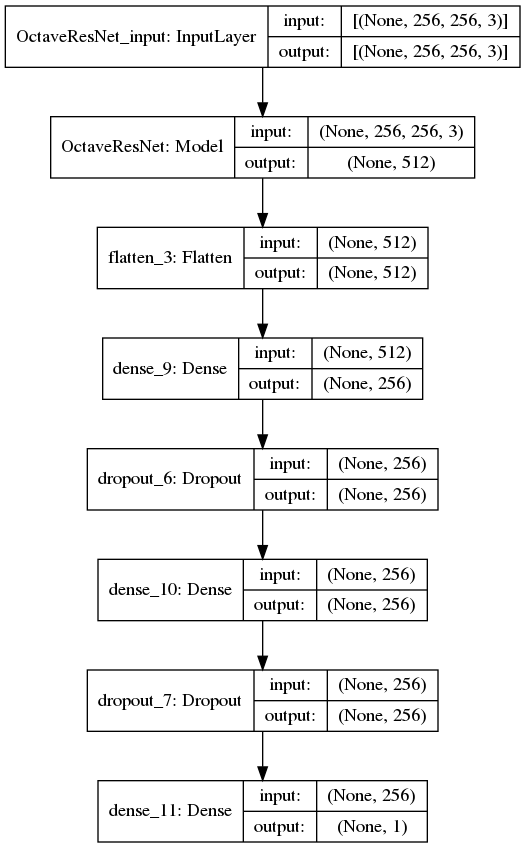 OctaveResNet_input: InputLayer
input: [(None, 256, 256, 3)]
output: [(None, 256, 256, 3)]
OctaveResNet: Model
input: (None, 256, 256, 3)
output: (None, 512)
flatten_3: Flatten
input: (None, 512)
output: (None, 512)
dense_9: Dense
input: (None, 512)
output: (None, 256)
dropout_6: Dropout
input: (None, 256)
output: (None, 256)
dense_10: Dense
input: (None, 256)
output: (None, 256)
dropout_7: Dropout
input: (None, 256)
output: (None, 256)
dense_11: Dense
input: (None, 256)
output: (None, 1)